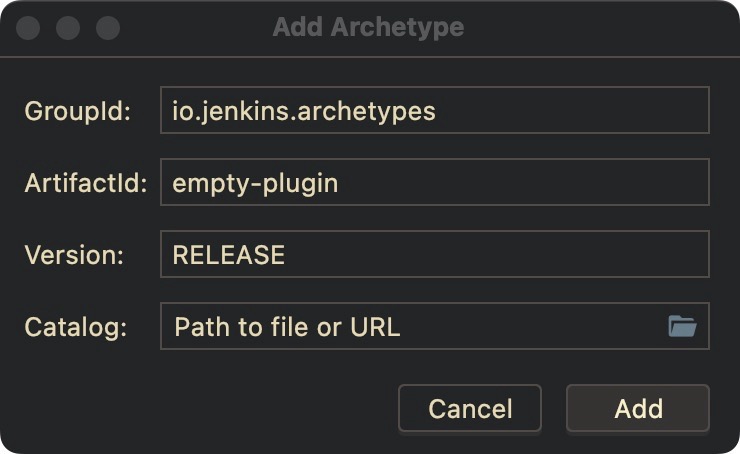 Add Archetype
GroupId: io.jenkins.archetypes
ArtifactId: empty-plugin
Version: RELEASE
Catalog: Path to file or URL
Cancel Add